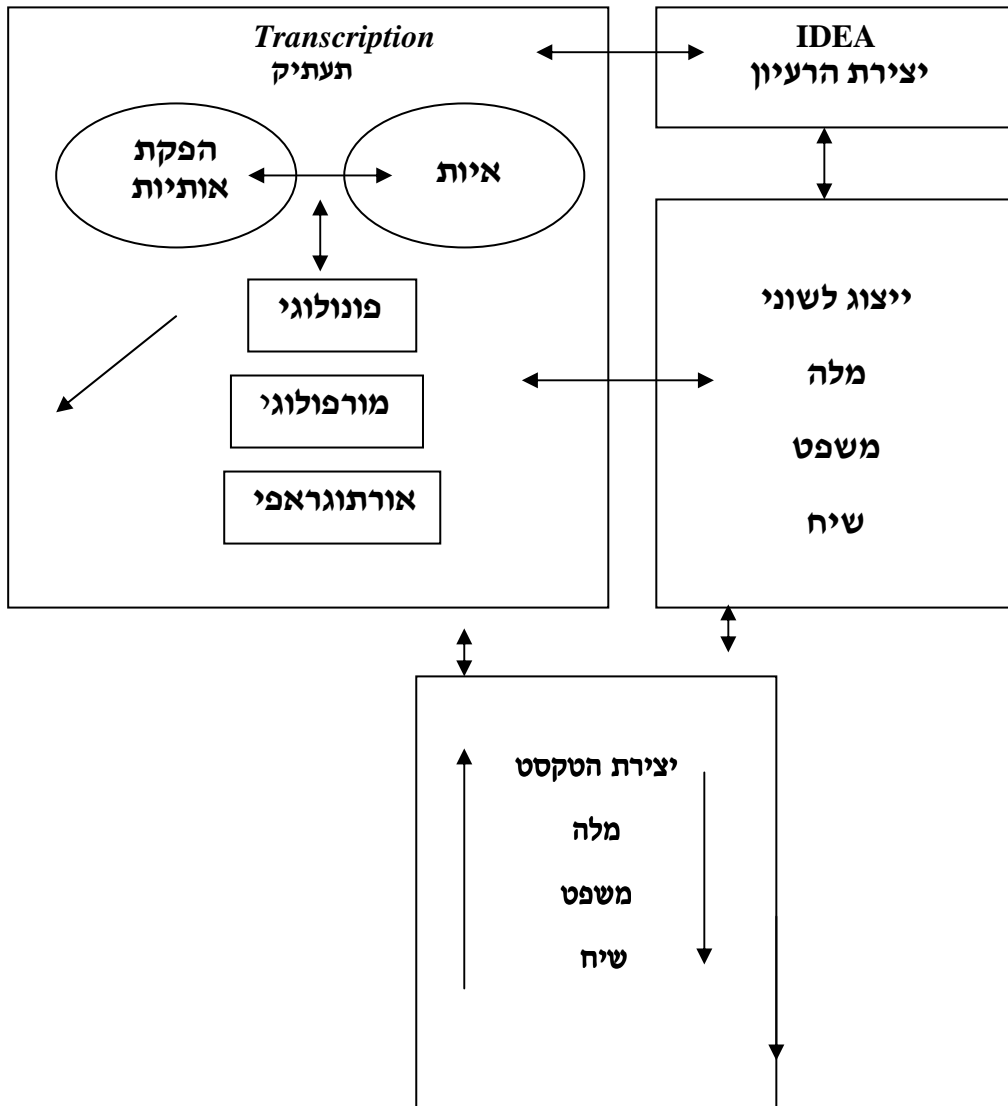 Transcription
תעתיק
IDEA
יצירת הרעיון
הפקת
אותיות
איות
פונולוגי
מורפולוגי
אורתוגראפי
ייצוג לשוני
מלה
משפט
שיח
יצירת הטקסט
מלה
משפט
שיח